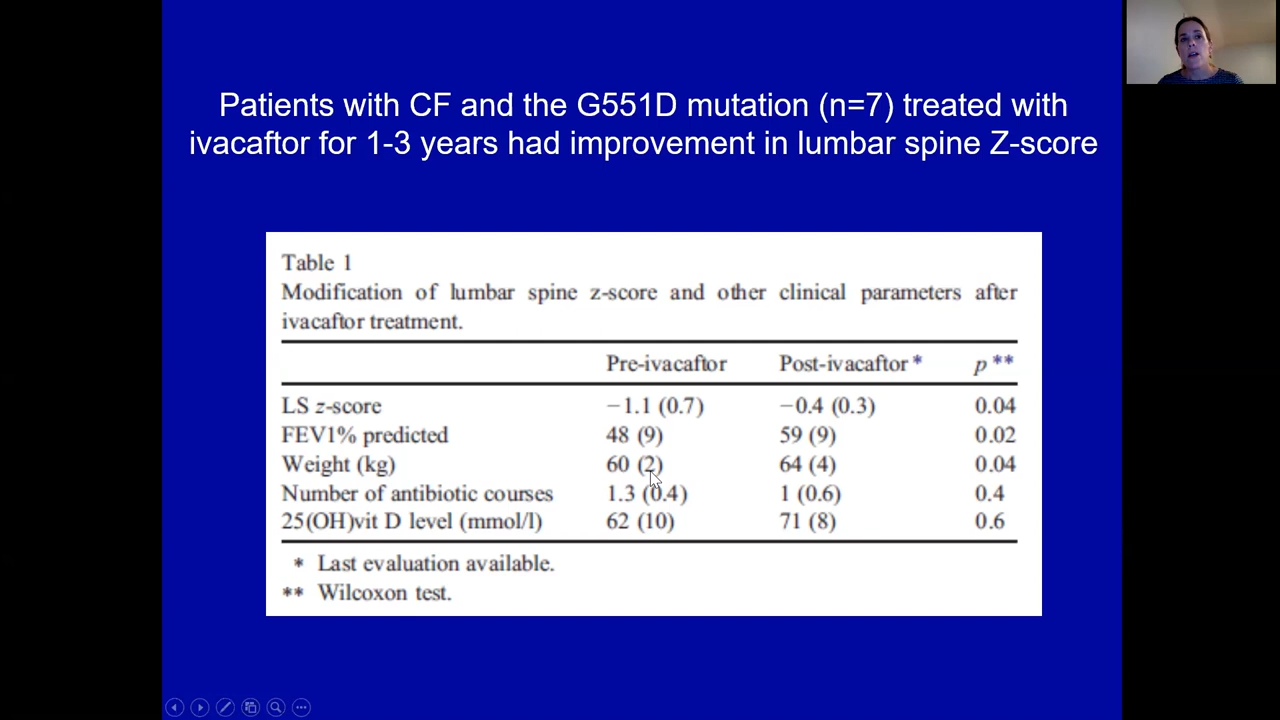 Patients with CF and the G551D mutation (n=7) treated with
ivacaftor for 1-3 years had improvement in lumbar spine Z-score
Table 1
Modification of lumbar spine z-score and other clinical parameters after
ivacaftor treatment.
Pre-ivacaftor Post-ivacaftor * p **
LS z-score −1.1 (0.7) −0.4 (0.3) 0.04
FEV1% predicted 48 (9) 59 (9) 0.02
Weight (kg) 60 (2) 64 (4) 0.04
Number of antibiotic courses 1.3 (0.4) 1 (0.6) 0.4
25(OH)vit D level (mmol/l) 62 (10) 71 (8) 0.6
* Last evaluation available.
** Wilcoxon test.